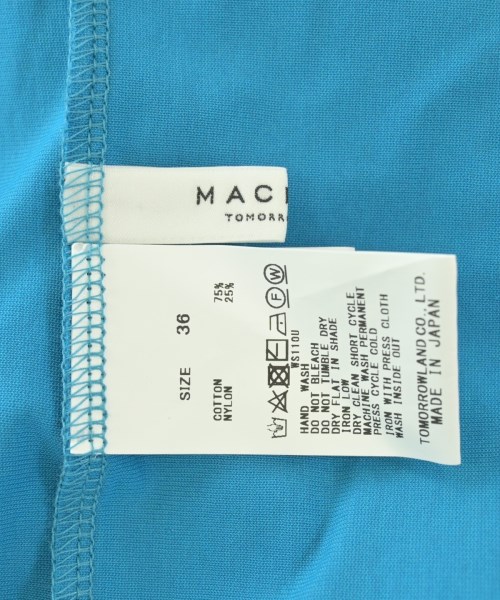 MAC
TOMORR
SIZE 36
COTTON 75%
NYLON 25%
F W
WS110U
HAND WASH
DO NOT BLEACH
DO NOT TUMBLE DRY
DRY FLAT IN SHADE
IRON LOW
DRY CLEAN SHORT CYCLE
MACHINE WASH PERMANENT
PRESS CYCLE COLD
IRON WITH PRESS CLOTH
WASH INSIDE OUT
TOMORROWLAND CO., LTD.
MADE IN JAPAN